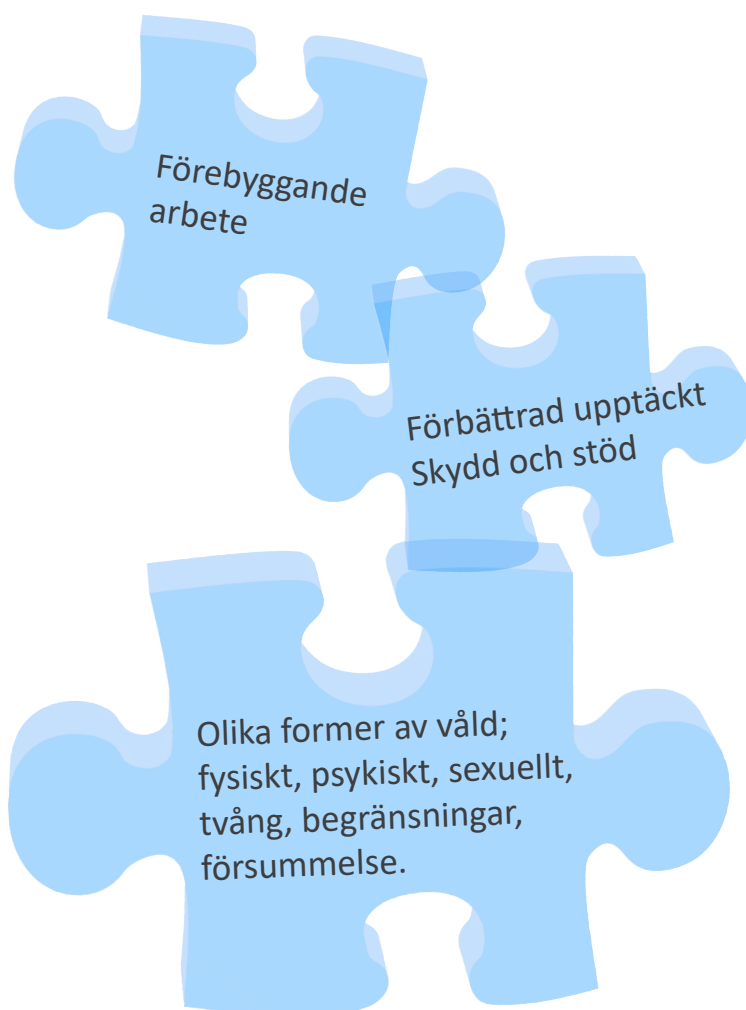 Förebyggande
arbete
Förbättrad upptäckt
Skydd och stöd
Olika former av våld;
fysiskt, psykiskt, sexuellt,
tvång, begränsningar,
försummelse.